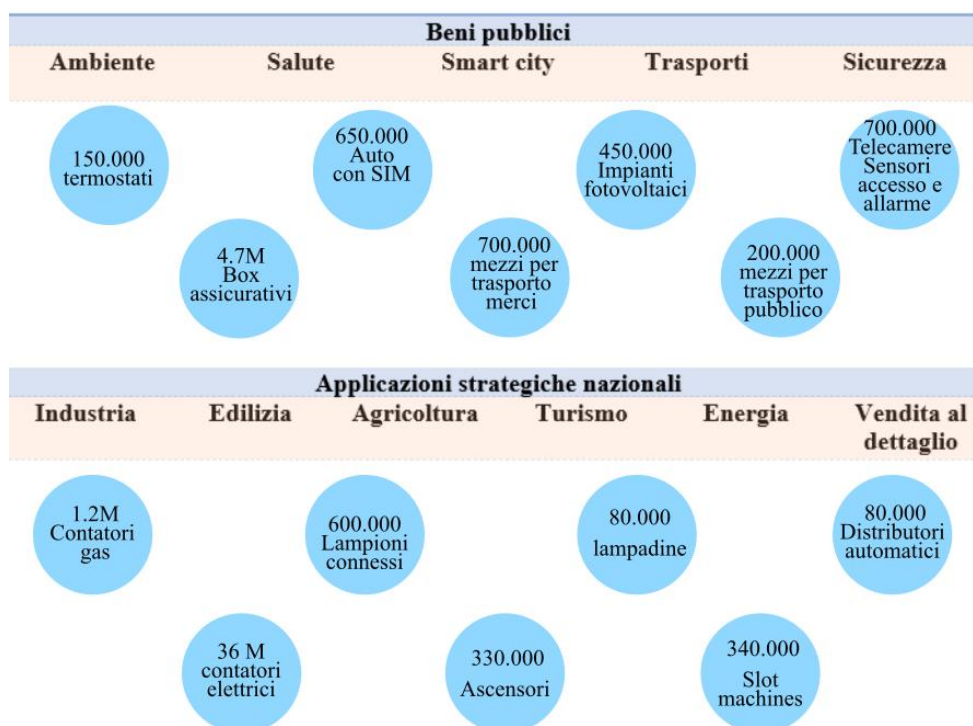 Beni pubblici
Ambiente Salute Smart city Trasporti Sicurezza
150.000
termostati
650.000
Auto
con SIM
450.000
Impianti
fotovoltaici
700.000
Telecamere
Sensori
accesso e
allarme
4.7M
Box
assicurativi
700.000
mezzi per
trasporto
merci
200.000
mezzi per
trasporto
pubblico
Applicazioni strategiche nazionali
Industria Edilizia Agricoltura Turismo Energia Vendita al
dettaglio
1.2M
Contatori
gas
600.000
Lampioni
connessi
80.000
lampadine
80.000
Distributori
automatici
36 M
contatori
elettrici
330.000
Ascensori
340.000
Slot
machines